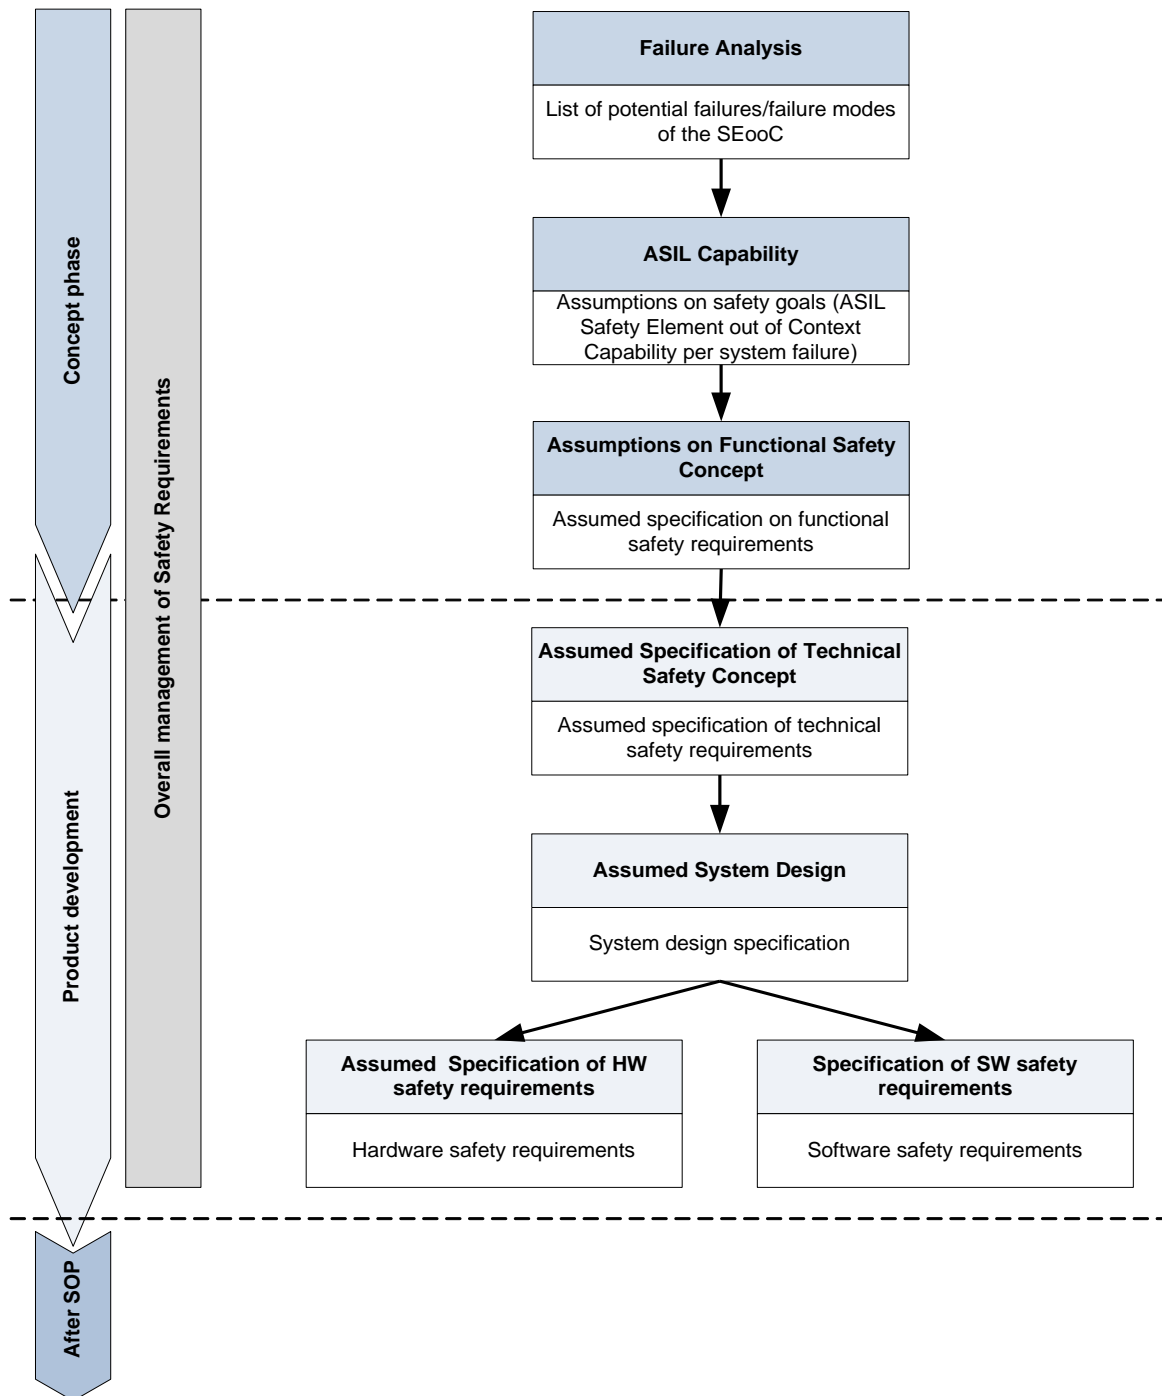 Failure Analysis
List of potential failures/failure modes
of the SEooC
ASIL Capability
Assumptions on safety goals (ASIL
Safety Element out of Context
Capability per system failure)
Assumptions on Functional Safety
Concept
Assumed specification on functional
safety requirements
Concept phase
Overall management of Safety Requirements
Assumed Specification of Technical
Safety Concept
Assumed specification of technical
safety requirements
Assumed System Design
System design specification
Product development
Assumed Specification of HW
safety requirements
Hardware safety requirements
Specification of SW safety
requirements
Software safety requirements
After SOP